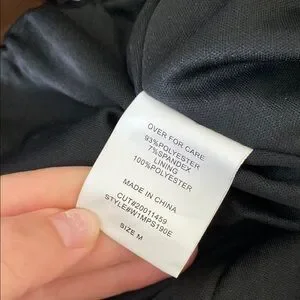 OVER FOR CARE
93%POLYESTER
7%SPANDEX
LINING
100%POLYESTER
MADE IN CHINA
CUT#20011459
STYLE#W1MPS190E
SIZE M